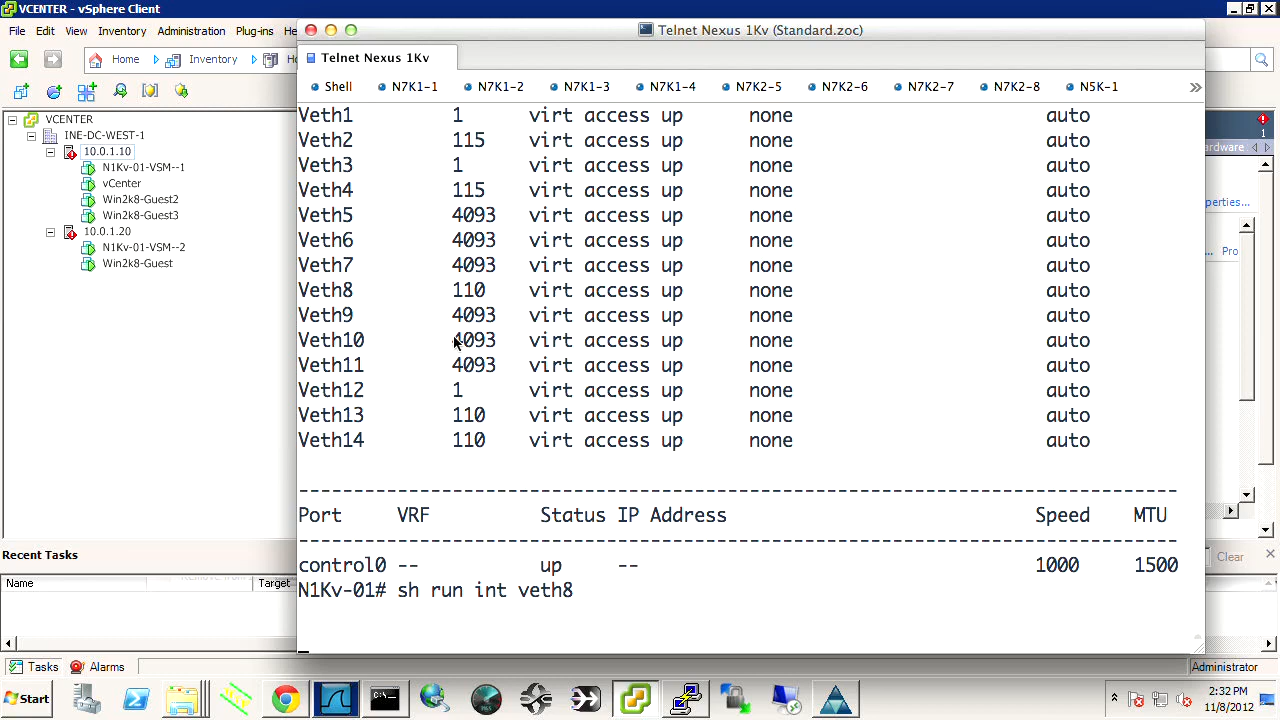 VCENTER - vSphere Client
File Edit View Inventory Administration Plug-ins He
Home Inventory Ho
VCENTER
INE-DC-WEST-1
10.0.1.10
N1Kv-01-VSM--1
vCenter
Win2k8-Guest2
Win2k8-Guest3
10.0.1.20
N1Kv-01-VSM--2
Win2k8-Guest
Telnet Nexus 1Kv (Standard.zoc)
Telnet Nexus 1Kv
Shell N7K1-1 N7K1-2 N7K1-3 N7K1-4 N7K2-5 N7K2-6 N7K2-7 N7K2-8 N5K-1 »
Veth1 1 virt access up none auto
Veth2 115 virt access up none auto
Veth3 1 virt access up none auto
Veth4 115 virt access up none auto
Veth5 4093 virt access up none auto
Veth6 4093 virt access up none auto
Veth7 4093 virt access up none auto
Veth8 110 virt access up none auto
Veth9 4093 virt access up none auto
Veth10 4093 virt access up none auto
Veth11 4093 virt access up none auto
Veth12 1 virt access up none auto
Veth13 110 virt access up none auto
Veth14 110 virt access up none auto
--------------------------------------------------------------------------------
Port VRF Status IP Address Speed MTU
--------------------------------------------------------------------------------
control0 -- up -- 1000 1500
N1Kv-01# sh run int veth8
1
ardware
operties...
... Pro
Recent Tasks
Clear
Name Target
Tasks Alarms
Administrator
Start
2:32 PM
11/8/2012